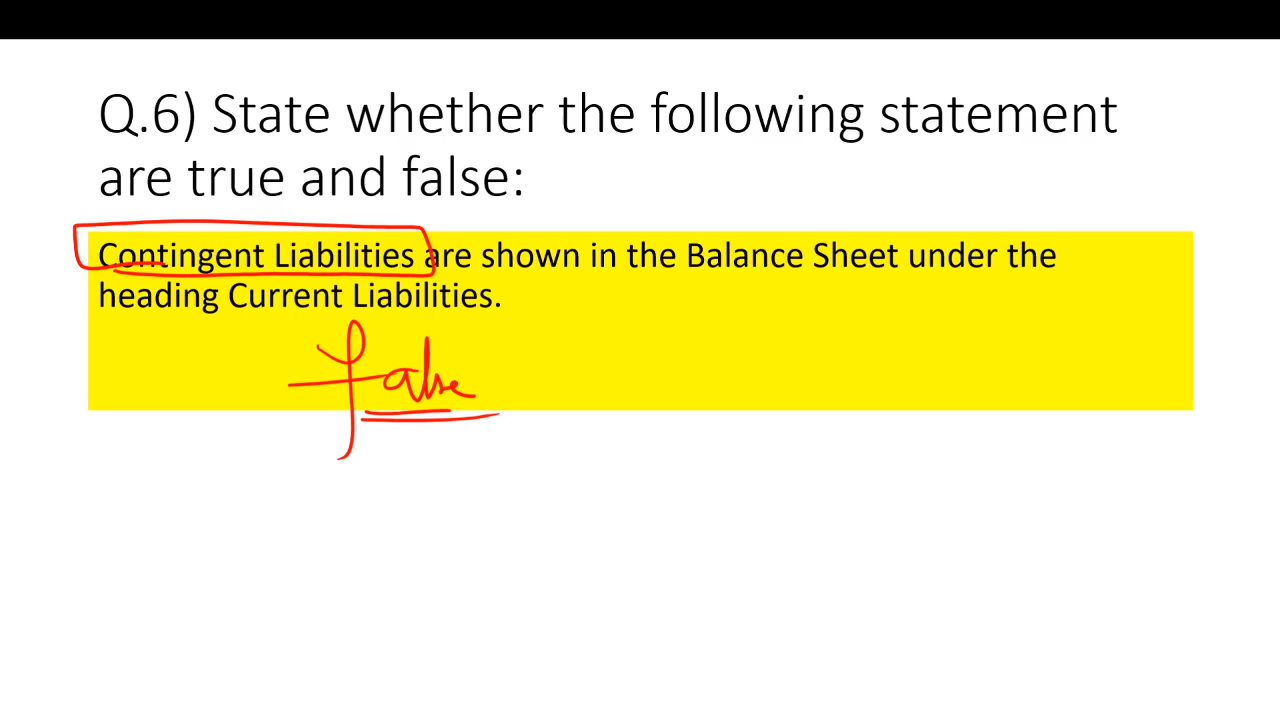 Q.6) State whether the following statement
are true and false:
Contingent Liabilities are shown in the Balance Sheet under the
heading Current Liabilities.
false